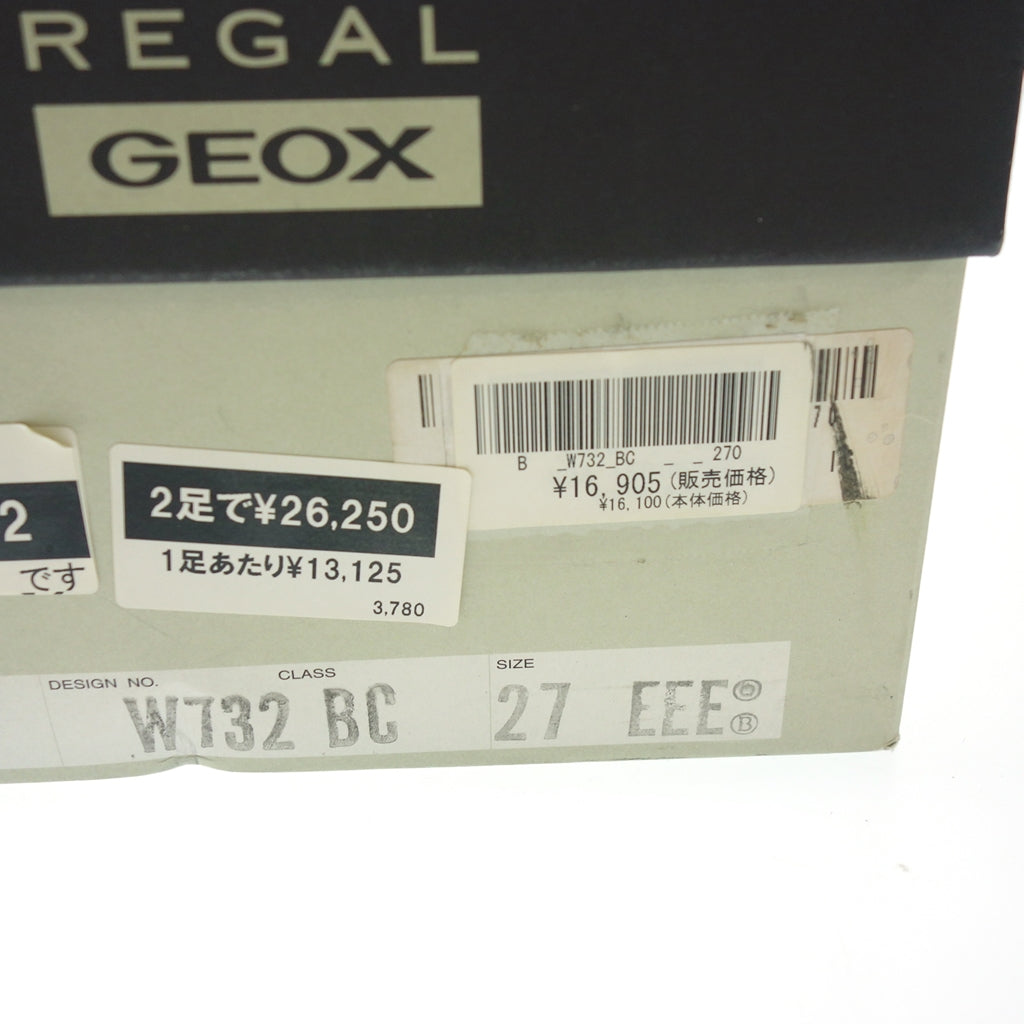 REGAL
GEOX
B _W732_BC _ _ 270
¥16,905(販売価格)
¥16,100(本体価格)
2
です
2足で¥26,250
1足あたり¥13,125
3,780
DESIGN NO. CLASS SIZE
W732 BC 27 EEE
B